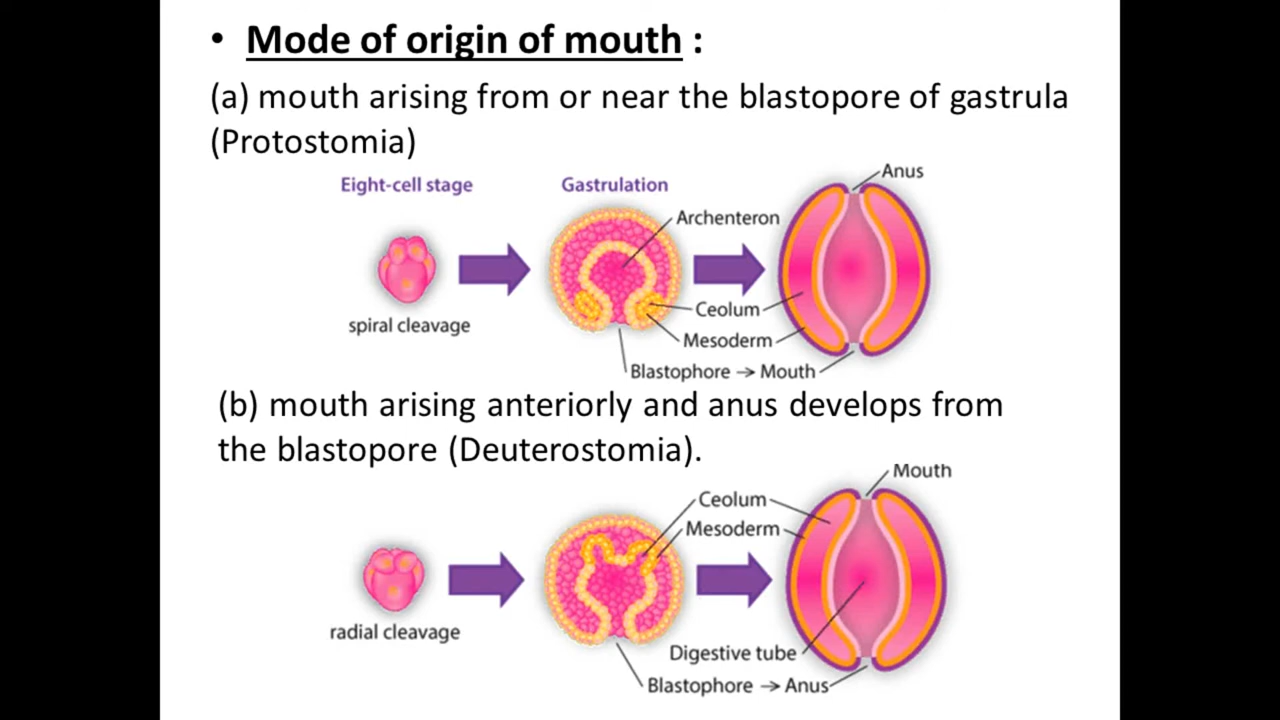 • Mode of origin of mouth :
(a) mouth arising from or near the blastopore of gastrula
(Protostomia)
Eight-cell stage
Gastrulation
Anus
Archenteron
spiral cleavage
Ceolum
Mesoderm
Blastophore → Mouth
(b) mouth arising anteriorly and anus develops from
the blastopore (Deuterostomia).
Mouth
Ceolum
Mesoderm
radial cleavage
Digestive tube
Blastophore → Anus